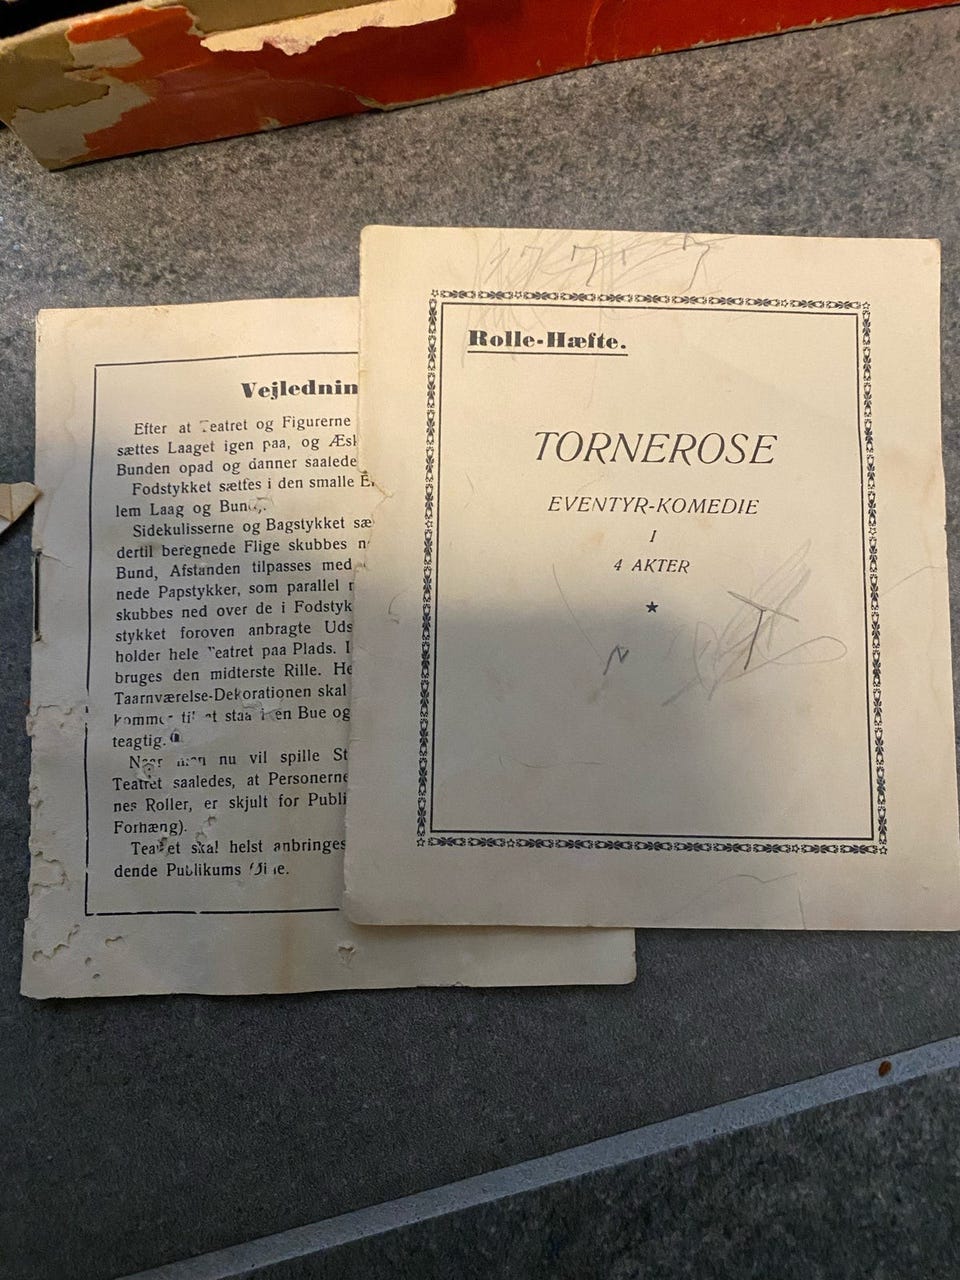 Vejlednin
Efter at Teatret og Figurerne
sættes Laaget igen paa, og Æsk
Bunden opad og danner saalede
Fodstykket sættes i den smalle
lem Laag og Bund.
Sidekulisserne og Bagstykket sæ
dertil beregnede Flige skubbes n
Bund, Afstanden tilpasses med
nede Papstykker, som parallel
skubbes ned over de i Fodstyk
stykket foroven anbragte Uds
holder hele Teatret paa Plads. I
bruges den midterste Rille. He
Taarnværelse-Dekorationen skal
kommer til at staa i en Bue og
teagtig.
Naar man nu vil spille St
Teatret saaledes, at Personerne
nes Roller, er skjult for Publi
Forhæng).
Teatret skal helst anbringes
dende Publikums
Rolle-Hæfte.
TORNEROSE
EVENTYR-KOMEDIE
I
4 AKTER